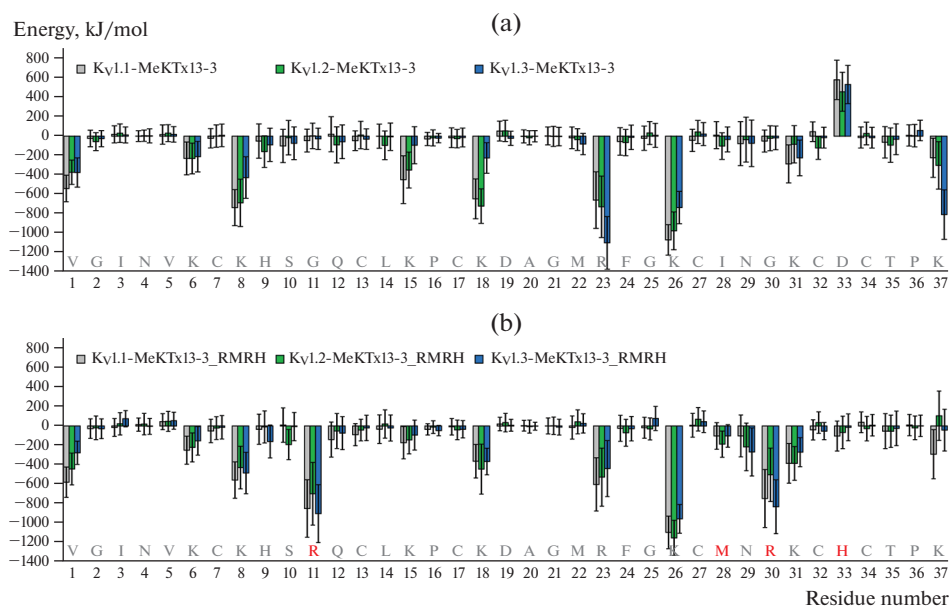 (a)
Energy, kJ/mol
800
Kv1.1-MeKTx13-3 Kv1.2-MeKTx13-3 Kv1.3-MeKTx13-3
600
400
200
0
−200
−400
−600
−800
−1000
−1200
V G I N V K C K H S G Q C L K P C K D A G M R F G K C I N G K C D C T P K
−1400
1 2 3 4 5 6 7 8 9 10 11 12 13 14 15 16 17 18 19 20 21 22 23 24 25 26 27 28 29 30 31 32 33 34 35 36 37
(b)
800
Kv1.1-MeKTx13-3_RMRH Kv1.2-MeKTx13-3_RMRH Kv1.3-MeKTx13-3_RMRH
600
400
200
0
−200
−400
−600
−800
−1000
−1200
V G I N V K C K H S R Q C L K P C K D A G M R F G K C M N R K C H C T P K
−1400
1 2 3 4 5 6 7 8 9 10 11 12 13 14 15 16 17 18 19 20 21 22 23 24 25 26 27 28 29 30 31 32 33 34 35 36 37
Residue number